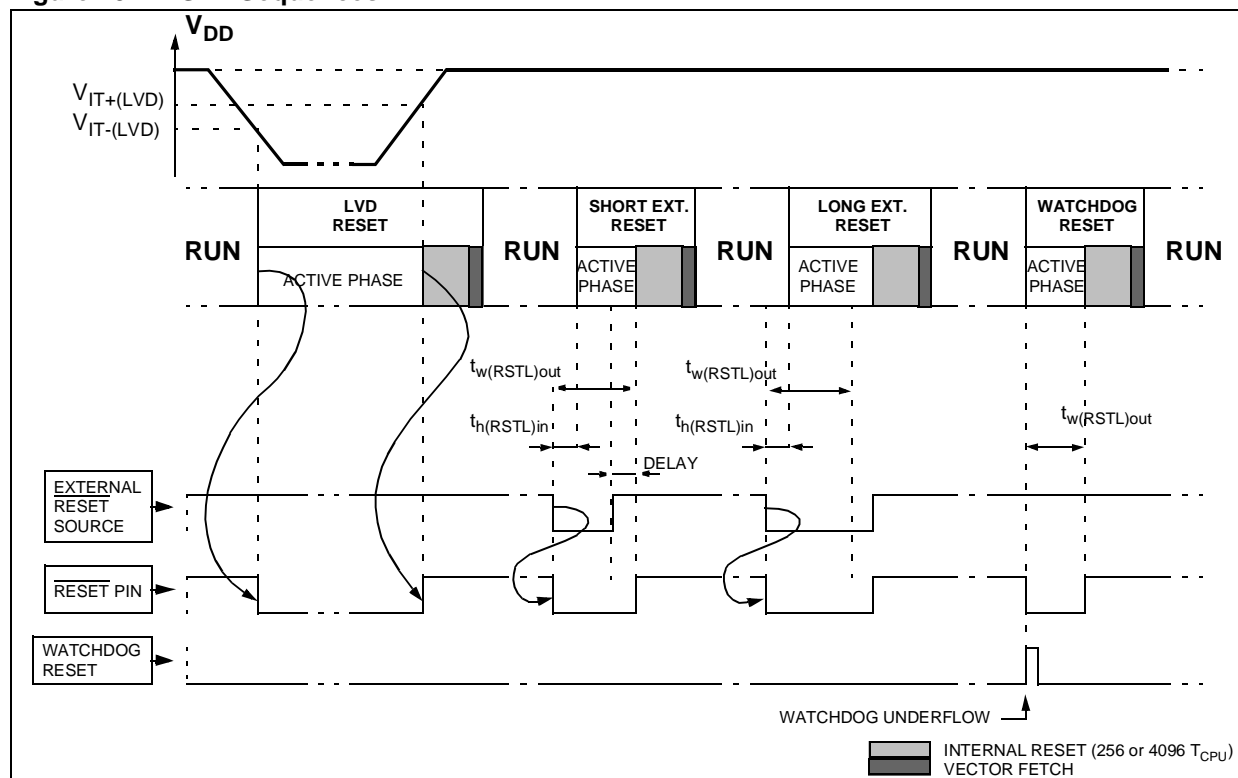 V_DD
V_IT+(LVD)
V_IT-(LVD)
LVD
RESET
SHORT EXT.
RESET
LONG EXT.
RESET
WATCHDOG
RESET
RUN
RUN
RUN
RUN
RUN
ACTIVE PHASE
ACTIVE
PHASE
ACTIVE
PHASE
ACTIVE
PHASE
t_w(RSTL)out
t_w(RSTL)out
t_w(RSTL)out
t_h(RSTL)in
t_h(RSTL)in
DELAY
EXTERNAL
RESET
SOURCE
RESET PIN
WATCHDOG
RESET
WATCHDOG UNDERFLOW
INTERNAL RESET (256 or 4096 T_CPU)
VECTOR FETCH